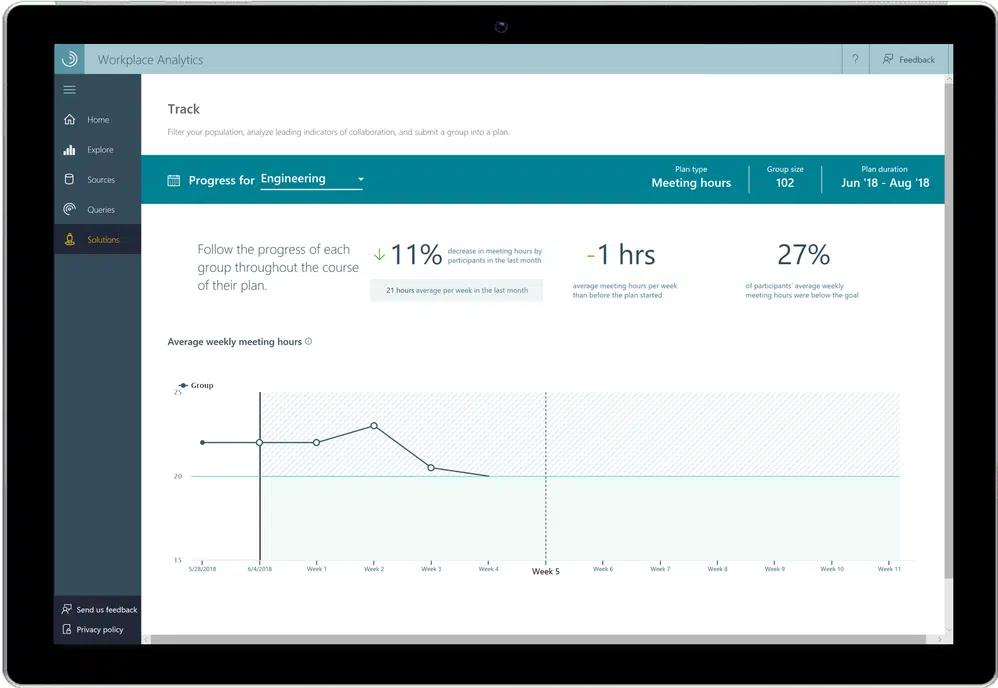 Workplace Analytics
?
Feedback
Home
Explore
Sources
Queries
Solutions
Send us feedback
Privacy policy
Track
Filter your population, analyze leading indicators of collaboration, and submit a group into a plan.
Progress for Engineering
Plan type
Meeting hours
Group size
102
Plan duration
Jun '18 - Aug '18
Follow the progress of each
group throughout the course
of their plan.
11%
decrease in meeting hours by
participants in the last month
21 hours average per week in the last month
-1 hrs
average meeting hours per week
than before the plan started
27%
of participants' average weekly
meeting hours were below the goal
Average weekly meeting hours
Group
25
20
15
5/28/2018
6/4/2018
Week 1
Week 2
Week 3
Week 4
Week 5
Week 6
Week 7
Week 8
Week 9
Week 10
Week 11